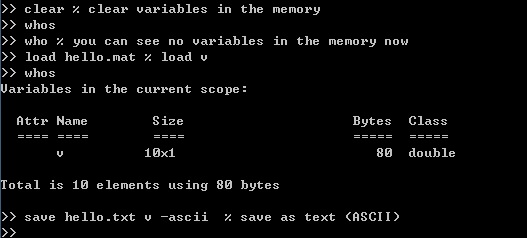 >> clear % clear variables in the memory
>> whos
>> who % you can see no variables in the memory now
>> load hello.mat % load v
>> whos
Variables in the current scope:
Attr Name        Size                     Bytes  Class
==== ====        ====                     =====  =====
v          10x1                        80  double
Total is 10 elements using 80 bytes
>> save hello.txt v -ascii  % save as text (ASCII)
>>